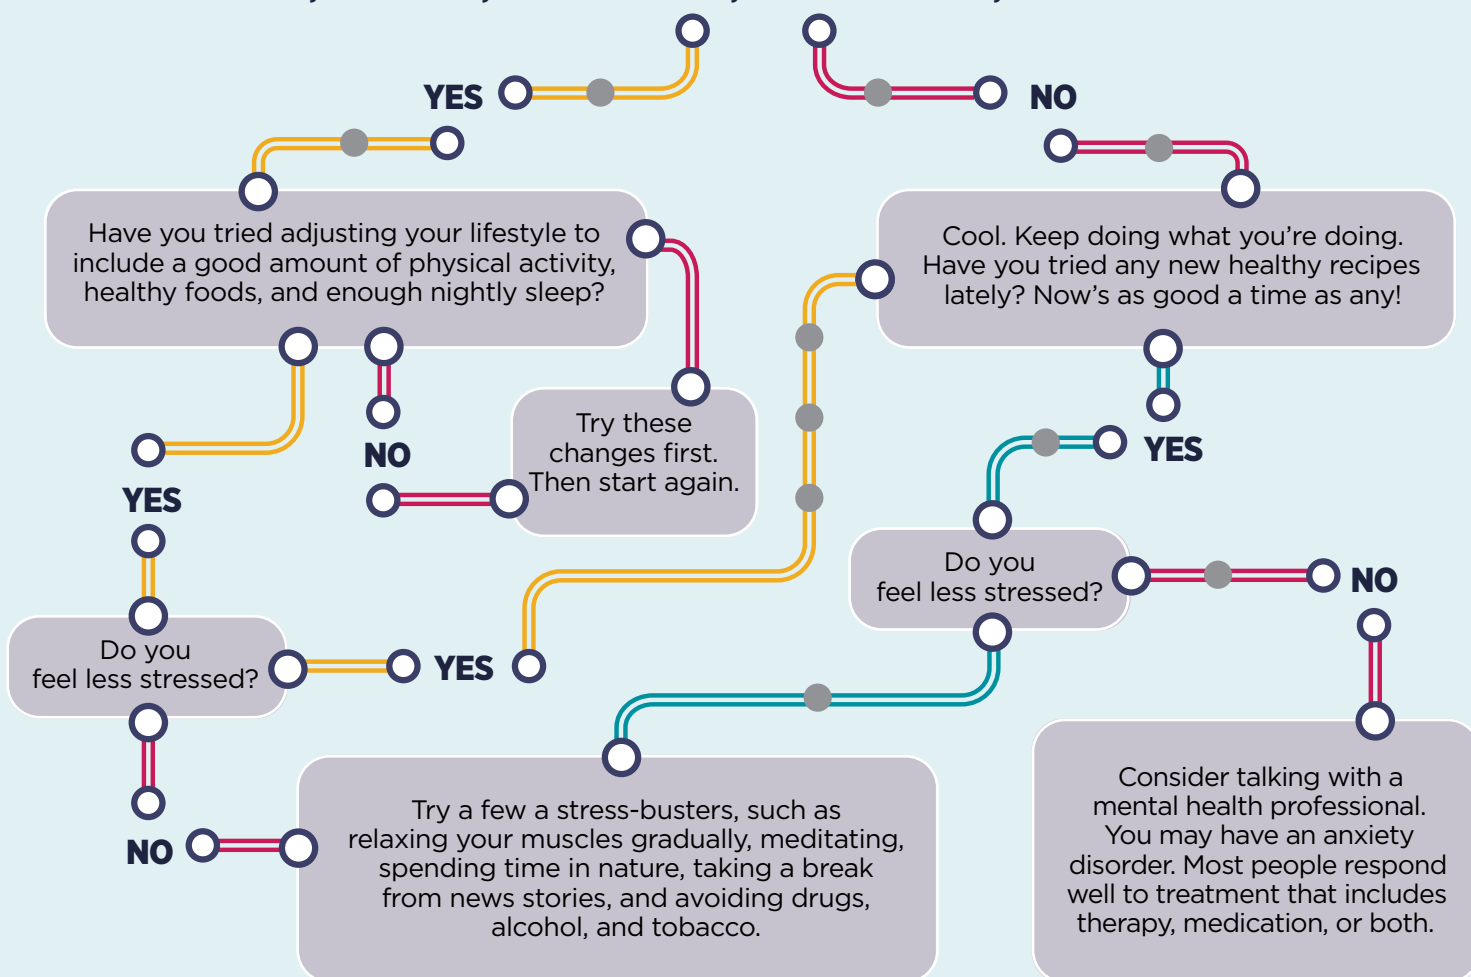 YES
NO
Have you tried adjusting your lifestyle to
include a good amount of physical activity,
healthy foods, and enough nightly sleep?
Cool. Keep doing what you're doing.
Have you tried any new healthy recipes
lately? Now's as good a time as any!
Try these
changes first.
Then start again.
NO
YES
YES
Do you
feel less stressed?
NO
Do you
feel less stressed?
YES
NO
Try a few a stress-busters, such as
relaxing your muscles gradually, meditating,
spending time in nature, taking a break
from news stories, and avoiding drugs,
alcohol, and tobacco.
Consider talking with a
mental health professional.
You may have an anxiety
disorder. Most people respond
well to treatment that includes
therapy, medication, or both.